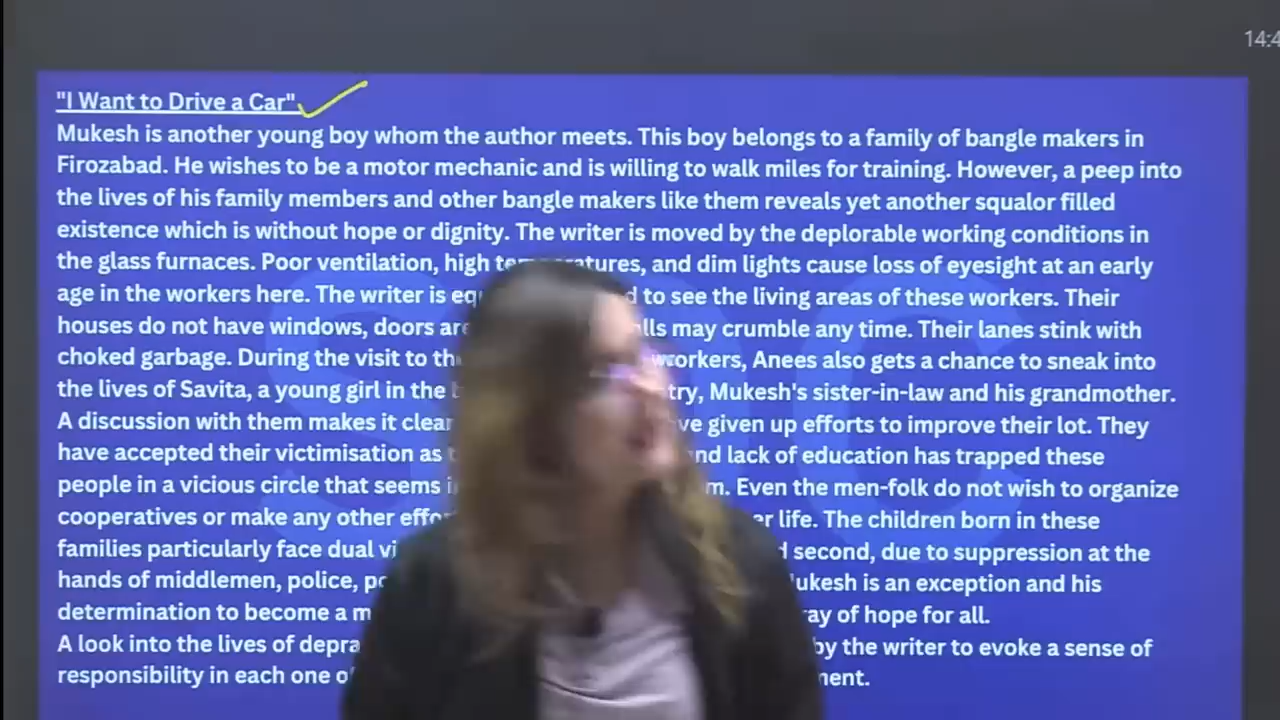 14:4
"I Want to Drive a Car"
Mukesh is another young boy whom the author meets. This boy belongs to a family of bangle makers in
Firozabad. He wishes to be a motor mechanic and is willing to walk miles for training. However, a peep into
the lives of his family members and other bangle makers like them reveals yet another squalor filled
existence which is without hope or dignity. The writer is moved by the deplorable working conditions in
the glass furnaces. Poor ventilation, high temperatures, and dim lights cause loss of eyesight at an early
age in the workers here. The writer is to see the living areas of these workers. Their
houses do not have windows, doors are may crumble any time. Their lanes stink with
choked garbage. During the visit to workers, Anees also gets a chance to sneak into
the lives of Savita, a young girl in the Mukesh's sister-in-law and his grandmother.
A discussion with them makes it clear given up efforts to improve their lot. They
have accepted their victimisation as and lack of education has trapped these
people in a vicious circle that seems Even the men-folk do not wish to organize
cooperatives or make any other life. The children born in these
families particularly face dual second, due to suppression at the
hands of middlemen, police, Mukesh is an exception and his
determination to become a ray of hope for all.
A look into the lives of by the writer to evoke a sense of
responsibility in each one